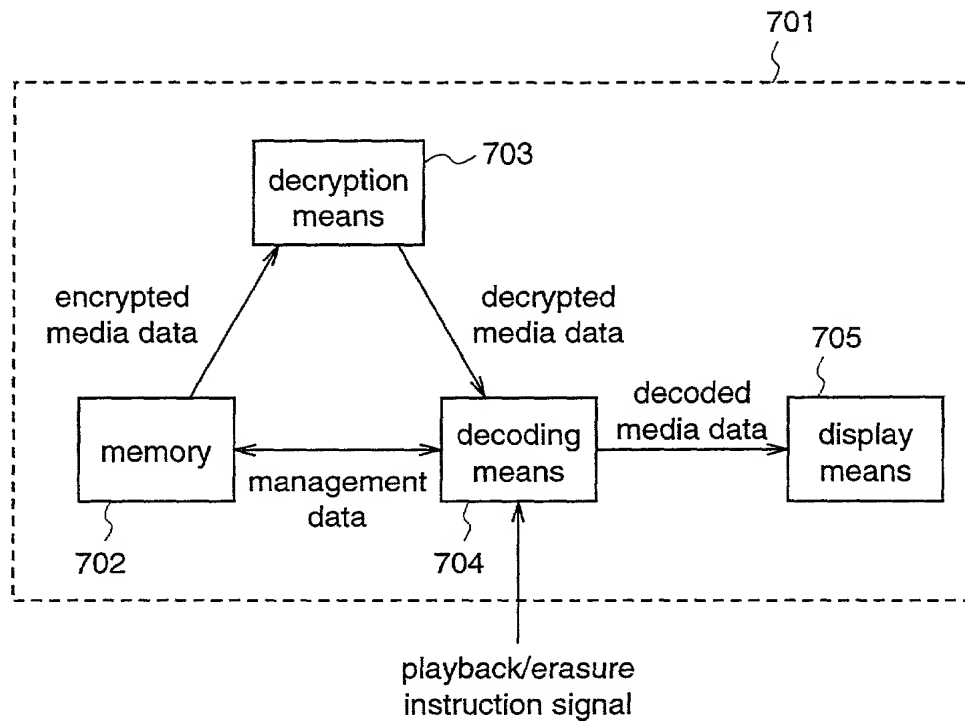 701
703
decryption
means
encrypted
media data
decrypted
media data
705
memory
management
data
decoding
means
decoded
media data
display
means
702
704
playback/erasure
instruction signal